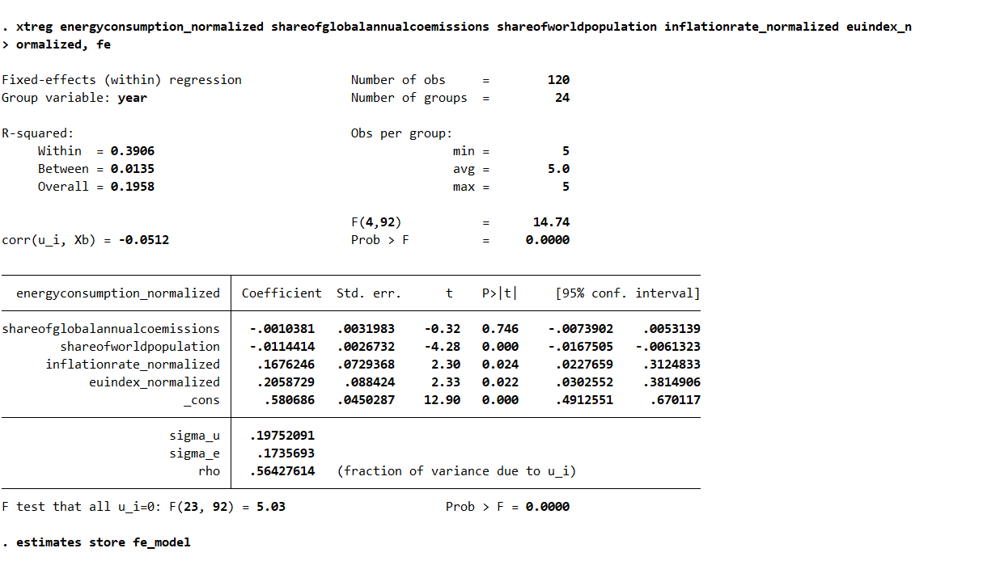 . xtreg energyconsumption_normalized shareofglobalannualcoemissions shareofworldpopulation inflationrate_normalized euindex_n
> ormalized, fe
Fixed-effects (within) regression Number of obs = 120
Group variable: year Number of groups = 24
R-squared: Obs per group:
Within = 0.3906 min = 5
Between = 0.0135 avg = 5.0
Overall = 0.1958 max = 5
F(4,92) = 14.74
corr(u_i, Xb) = -0.0512 Prob > F = 0.0000
energyconsumption_normalized Coefficient Std. err. t P>|t| [95% conf. interval]
shareofglobalannualcoemissions -.0010381 .0031983 -0.32 0.746 -.0073902 .0053139
shareofworldpopulation -.0114414 .0026732 -4.28 0.000 -.0167505 -.0061323
inflationrate_normalized .1676246 .0729368 2.30 0.024 .0227659 .3124833
euindex_normalized .2058729 .088424 2.33 0.022 .0302552 .3814906
_cons .580686 .0450287 12.90 0.000 .4912551 .670117
sigma_u .19752091
sigma_e .1735693
rho .56427614 (fraction of variance due to u_i)
F test that all u_i=0: F(23, 92) = 5.03 Prob > F = 0.0000
. estimates store fe_model